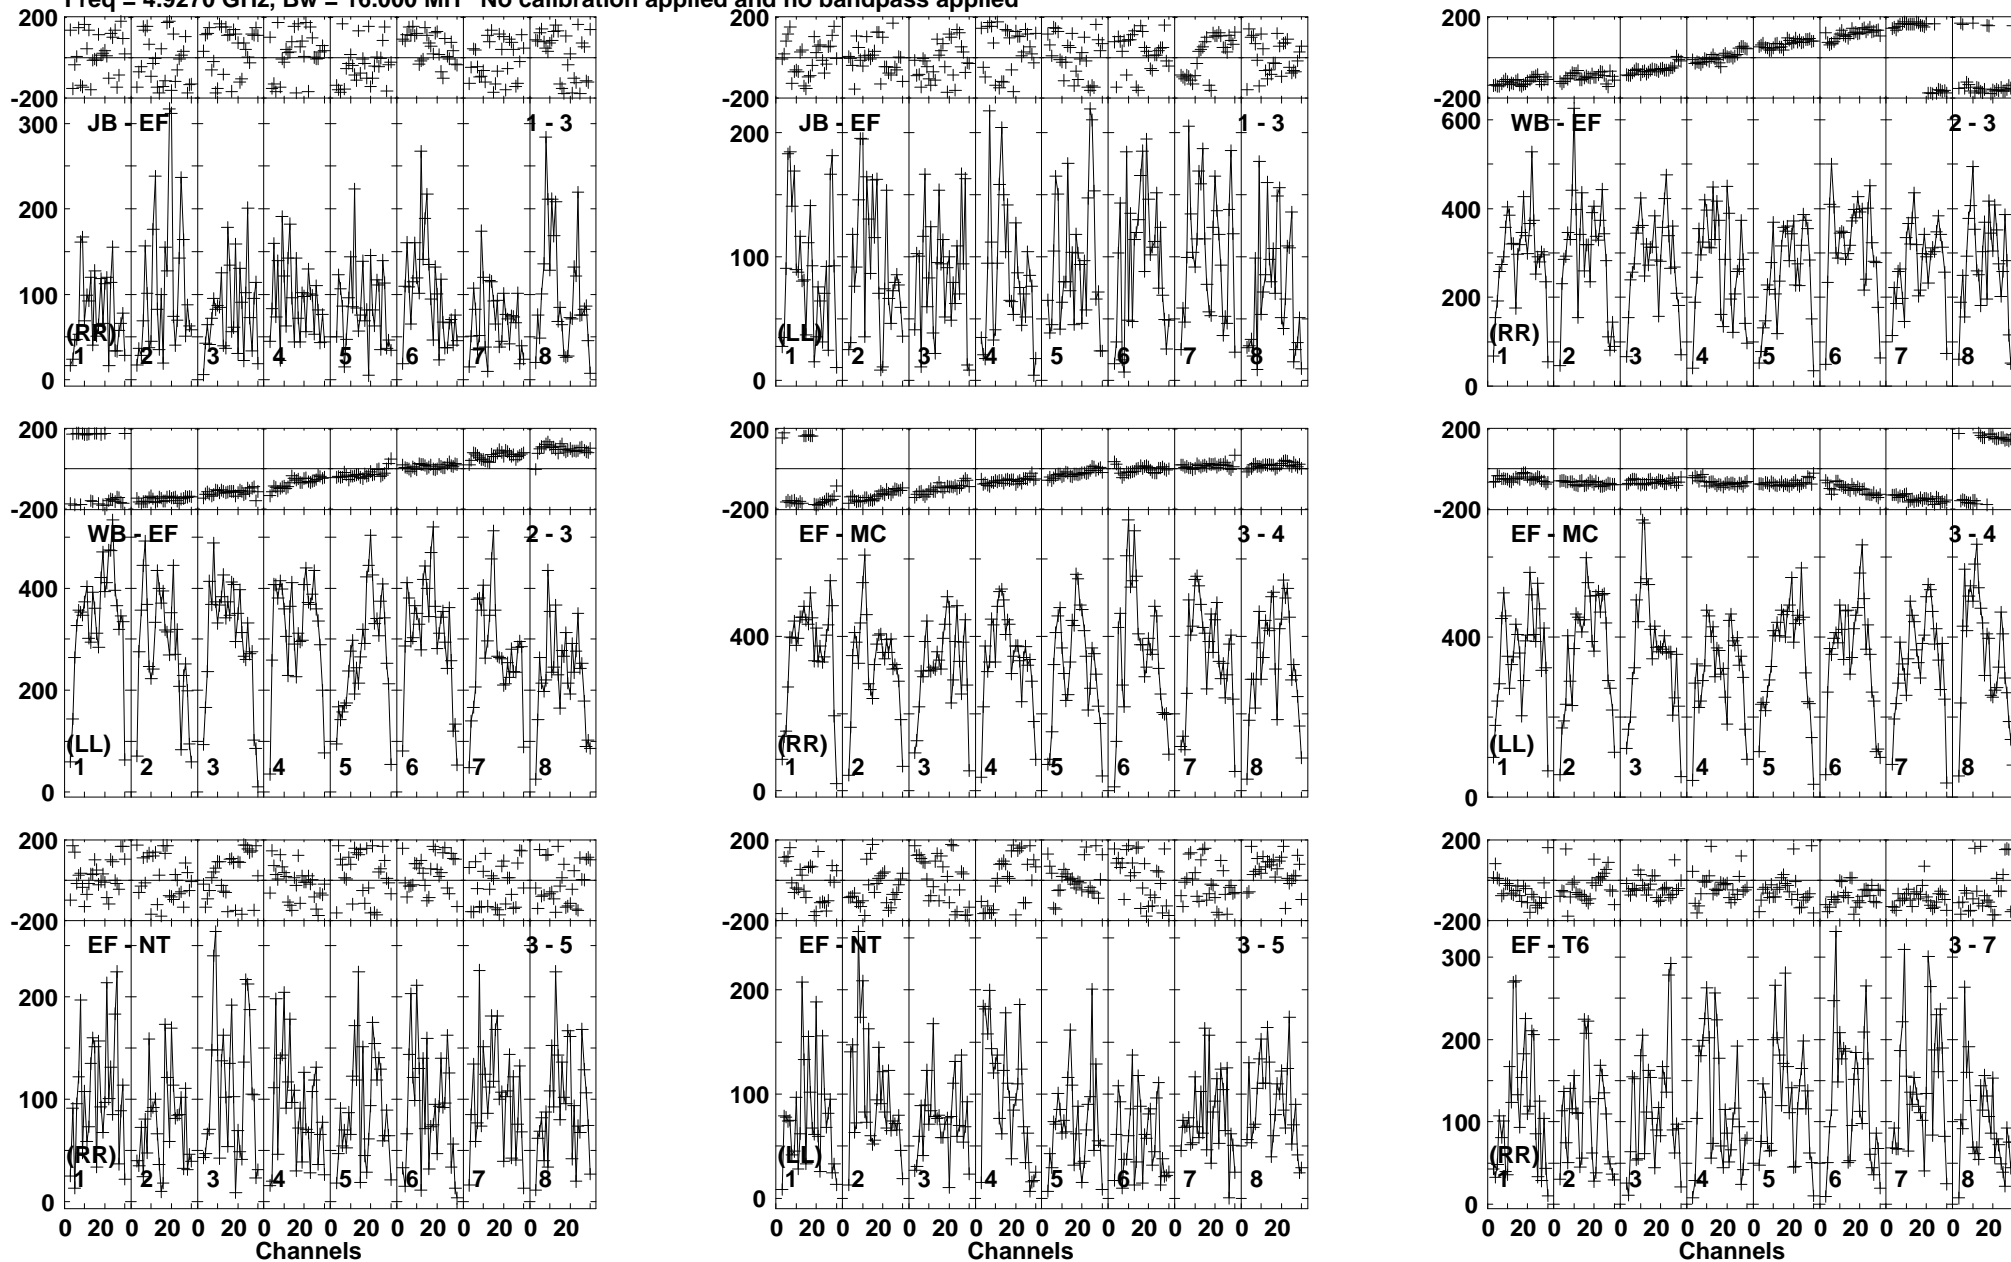 Freq = 4.9270 GHz, Bw = 16.000 MH No calibration applied and no bandpass applied
200 200 200
-200 -200 -200
JB - EF 1 - 3 JB - EF 1 - 3 WB - EF 2 - 3
300 200 600
200 100 400
100 0 200
0 0
(RR) (LL) (RR)
1 2 3 4 5 6 7 8 1 2 3 4 5 6 7 8 1 2 3 4 5 6 7 8
200 200 200
-200 -200 -200
WB - EF 2 - 3 EF - MC 3 - 4 EF - MC 3 - 4
400 400 400
200 0 0
0
(LL) (RR) (LL)
1 2 3 4 5 6 7 8 1 2 3 4 5 6 7 8 1 2 3 4 5 6 7 8
200 200 200
-200 -200 -200
EF - NT 3 - 5 EF - NT 3 - 5 EF - T6 3 - 7
200 200 300
100 100 200
0 0 100
0
(RR) (LL) (RR)
1 2 3 4 5 6 7 8 1 2 3 4 5 6 7 8 1 2 3 4 5 6 7 8
0 20 0 20 0 20 0 20 0 20 0 20 0 20 0 20 0 20 0 20 0 20 0 20 0 20 0 20 0 20 0 20 0 20 0 20 0 20 0 20 0 20 0 20 0 20 0 20
Channels Channels Channels